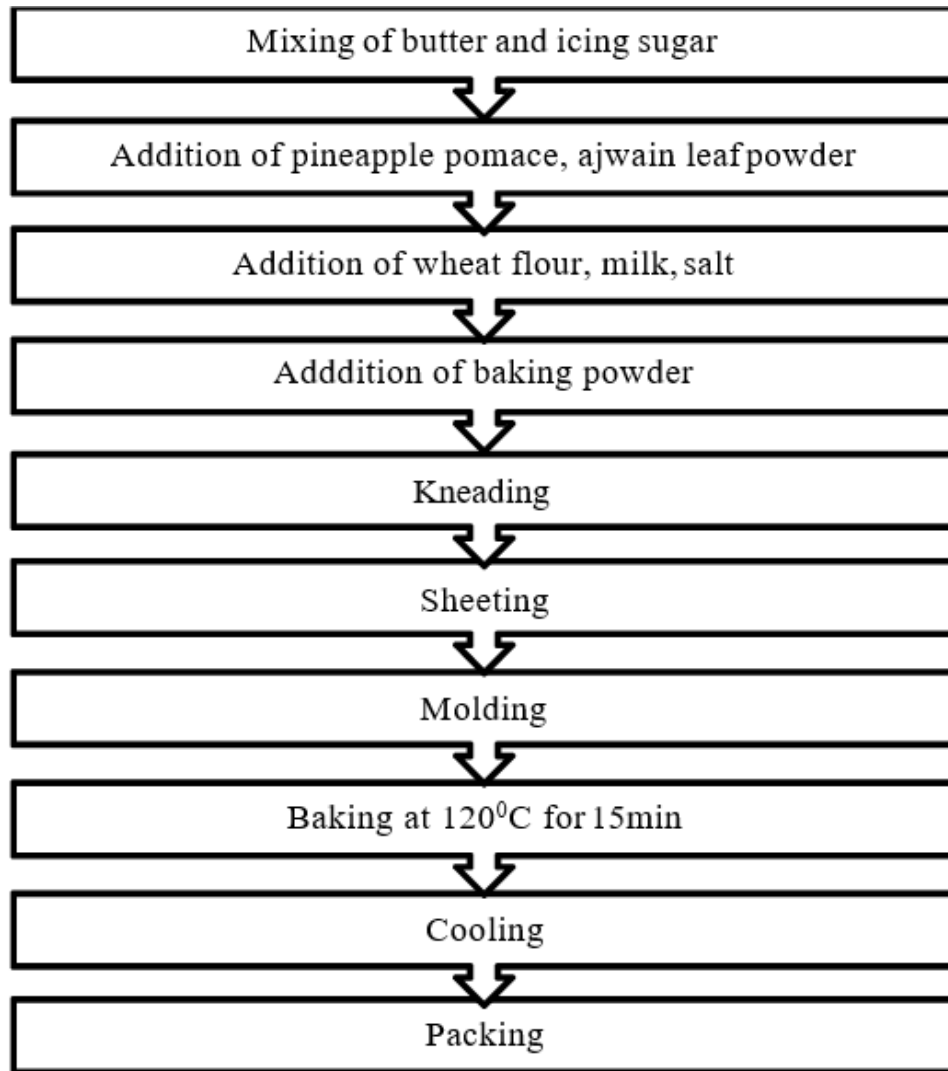 Mixing of butter and icing sugar
Addition of pineapple pomace, ajwain leaf powder
Addition of wheat flour, milk, salt
Adddition of baking powder
Kneading
Sheeting
Molding
Baking at 120⁰C for 15min
Cooling
Packing